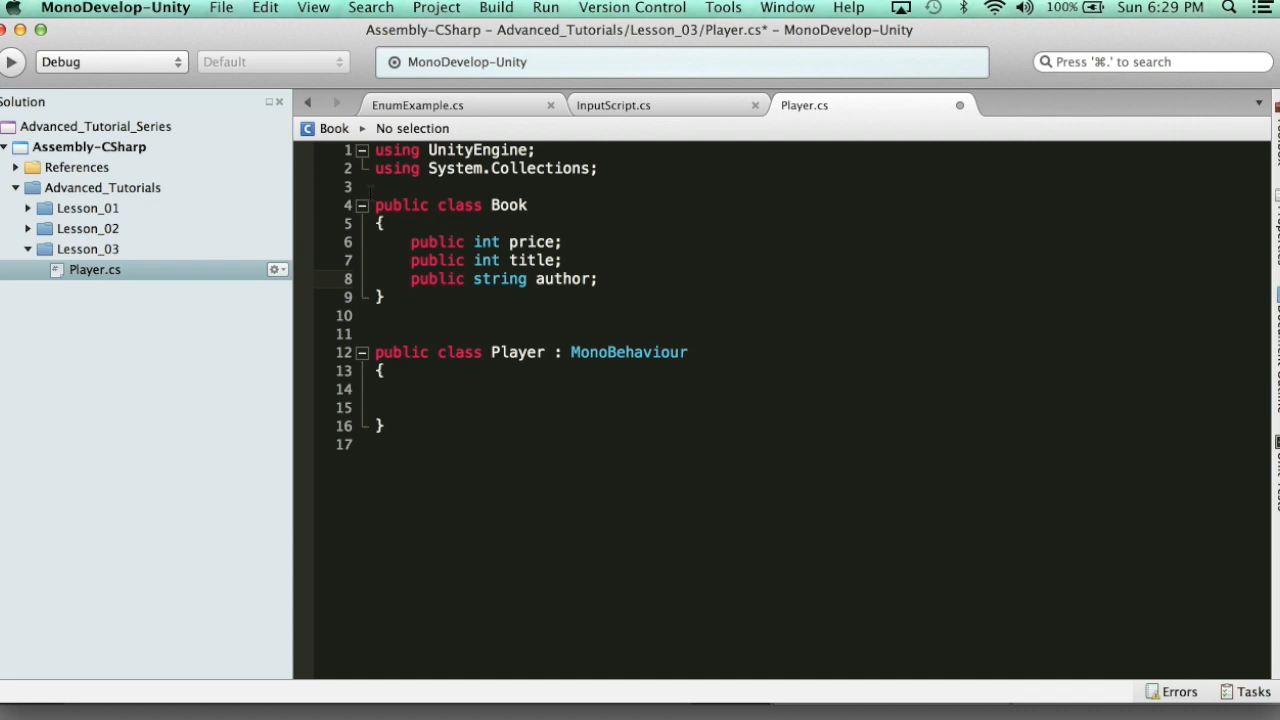 MonoDevelop-Unity File Edit View Search Project Build Run Version Control Tools Window Help 100% Sun 6:29 PM
Assembly-CSharp - Advanced_Tutorials/Lesson_03/Player.cs* - MonoDevelop-Unity
Debug Default MonoDevelop-Unity Press '⌘.' to search
Solution EnumExample.cs InputScript.cs Player.cs
Advanced_Tutorial_Series Book No selection
Assembly-CSharp
References
Advanced_Tutorials
Lesson_01
Lesson_02
Lesson_03
Player.cs
1 using UnityEngine;
2 using System.Collections;
3
4 public class Book
5 {
6 public int price;
7 public int title;
8 public string author;
9 }
10
11
12 public class Player : MonoBehaviour
13 {
14
15
16 }
17
Errors Tasks